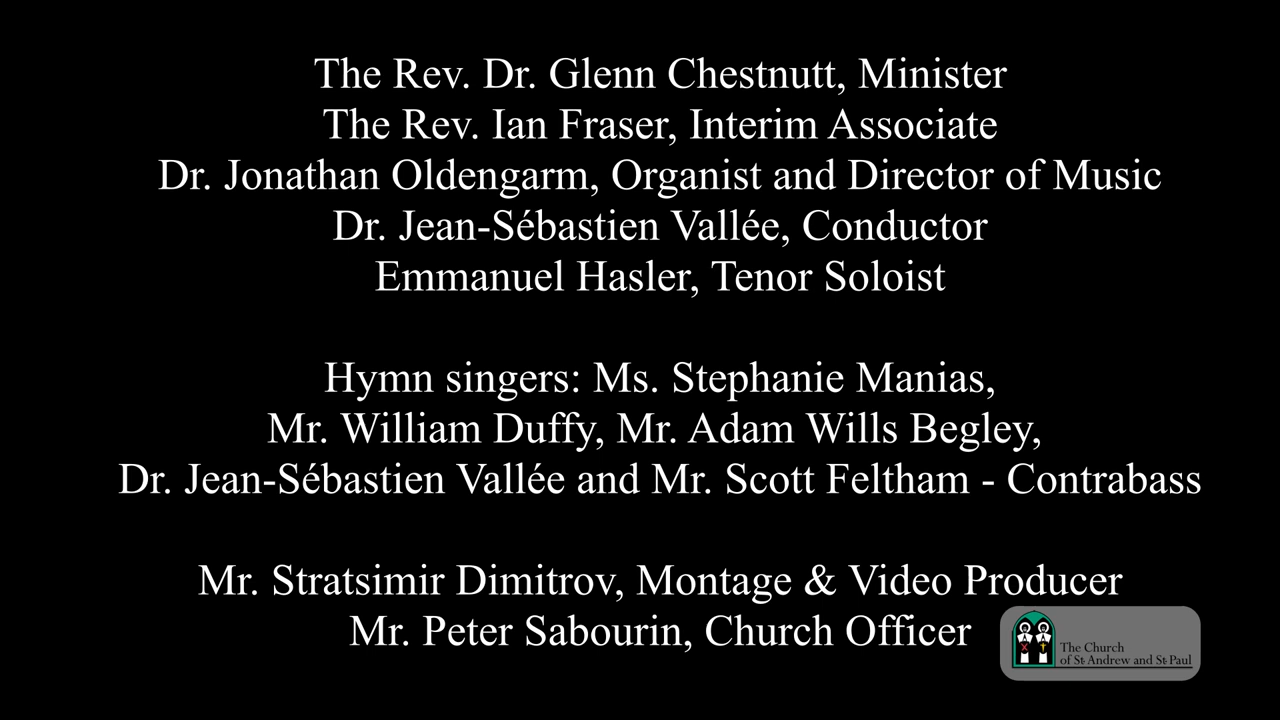 The Rev. Dr. Glenn Chestnutt, Minister
The Rev. Ian Fraser, Interim Associate
Dr. Jonathan Oldengarm, Organist and Director of Music
Dr. Jean-Sébastien Vallée, Conductor
Emmanuel Hasler, Tenor Soloist
Hymn singers: Ms. Stephanie Manias,
Mr. William Duffy, Mr. Adam Wills Begley,
Dr. Jean-Sébastien Vallée and Mr. Scott Feltham - Contrabass
Mr. Stratsimir Dimitrov, Montage & Video Producer
Mr. Peter Sabourin, Church Officer
The Church
of St Andrew and St Paul